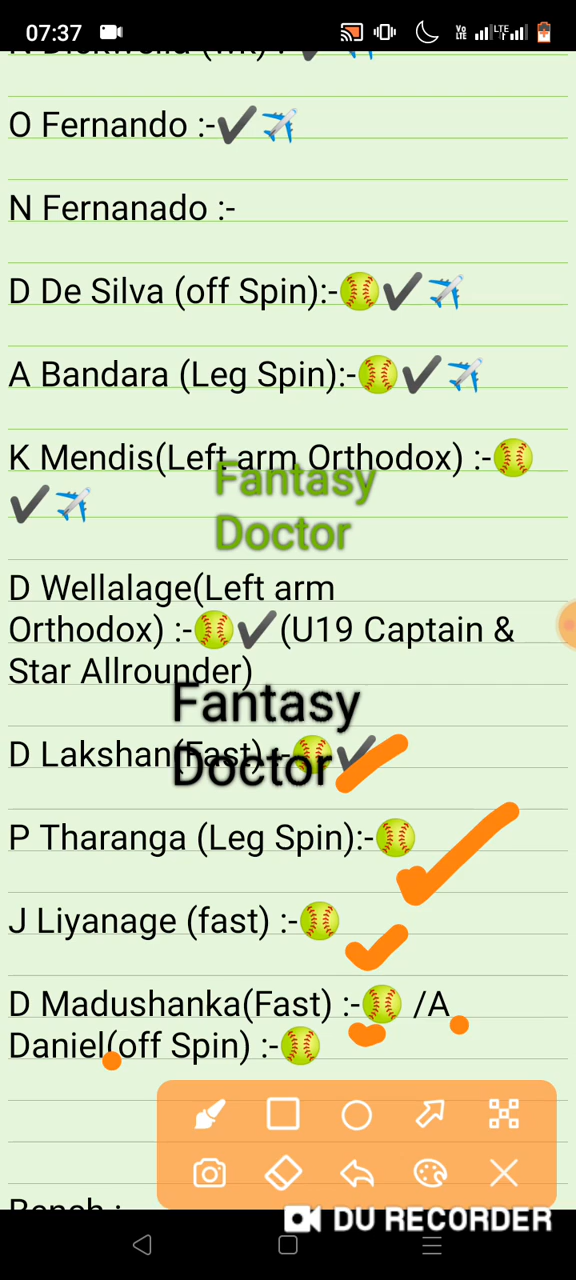 07:37
O Fernando :-✔✈
N Fernanado :-
D De Silva (off Spin):-🥎✔✈
A Bandara (Leg Spin):-🥎✔✈
K Mendis(Left arm Orthodox) :-🥎
✔✈
Fantasy
Doctor
D Wellalage(Left arm
Orthodox) :-🥎✔(U19 Captain &
Star Allrounder)
Fantasy
Doctor
D Lakshan(Fast) :-🥎✔
P Tharanga (Leg Spin):-🥎
J Liyanage (fast) :-🥎
D Madushanka(Fast) :-🥎 /A
Daniel(off Spin) :-🥎
DU RECORDER